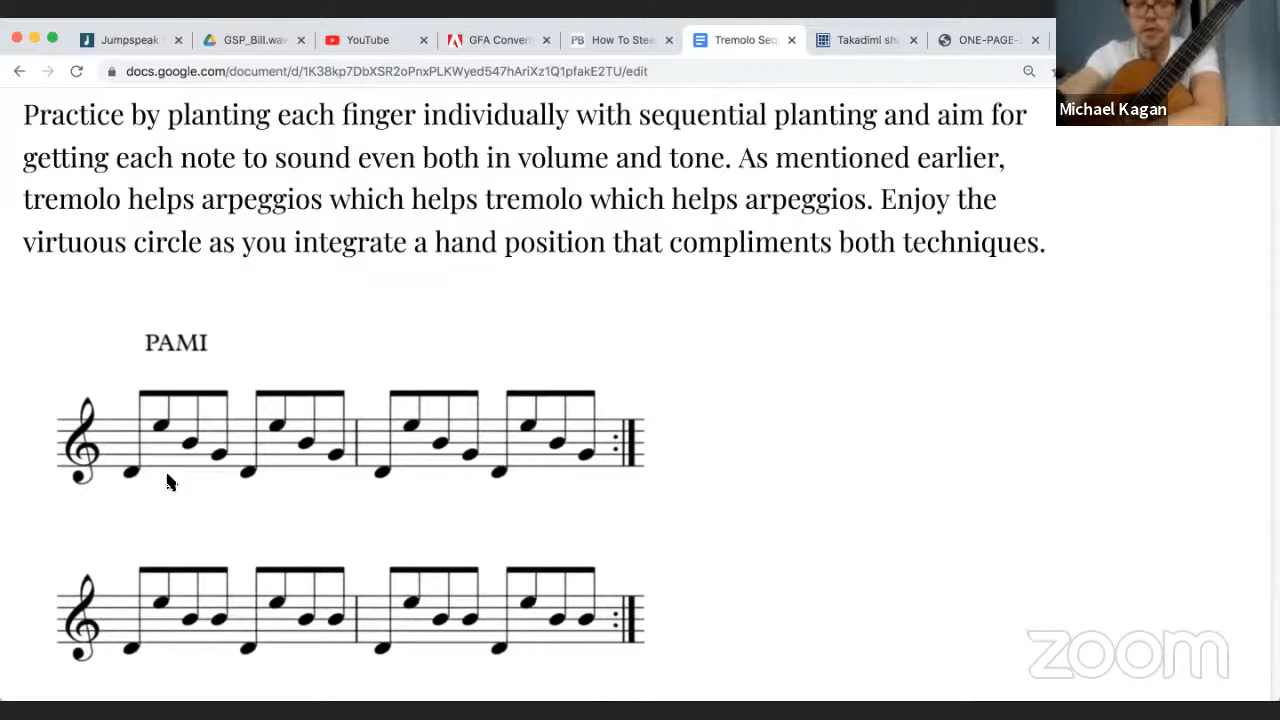 Jumpspeak
GSP_Bill.wav
YouTube
GFA Conven
How To Stea
Tremolo Seq
Takadimi sh
ONE-PAGE-
docs.google.com/document/d/1K38kp7DbXSR2oPnxPLKWyed547hAriXz1Q1pfakE2TU/edit
Michael Kagan
Practice by planting each finger individually with sequential planting and aim for
getting each note to sound even both in volume and tone. As mentioned earlier,
tremolo helps arpeggios which helps tremolo which helps arpeggios. Enjoy the
virtuous circle as you integrate a hand position that compliments both techniques.
PAMI
zoom